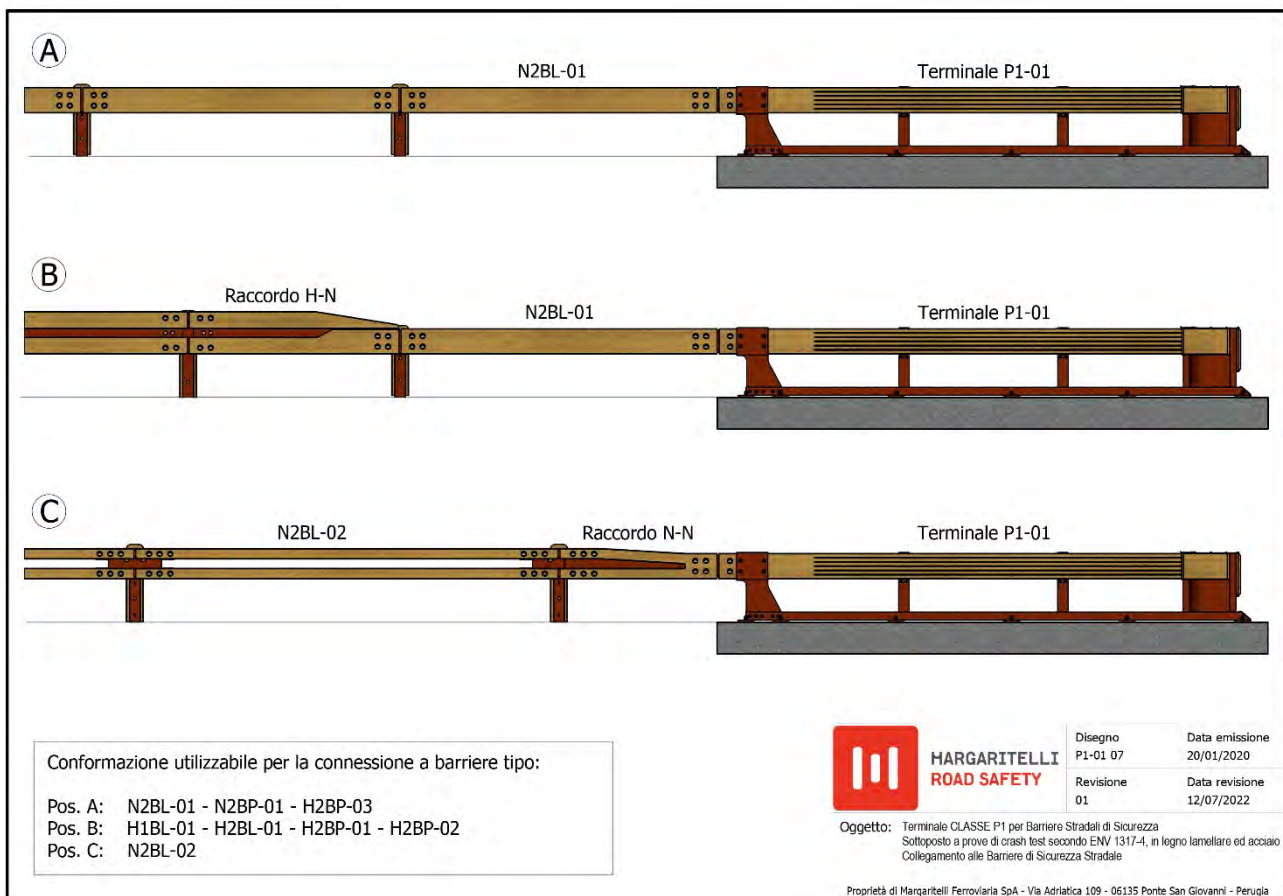 A
N2BL-01
Terminale P1-01
B
Raccordo H-N
N2BL-01
Terminale P1-01
C
N2BL-02
Raccordo N-N
Terminale P1-01
Conformazione utilizzabile per la connessione a barriere tipo:
Pos. A: N2BL-01 - N2BP-01 - H2BP-03
Pos. B: H1BL-01 - H2BL-01 - H2BP-01 - H2BP-02
Pos. C: N2BL-02
MARGARITELLI
ROAD SAFETY
Disegno
P1-01 07
Data emissione
20/01/2020
Revisione
01
Data revisione
12/07/2022
Oggetto: Terminale CLASSE P1 per Barriere Stradali di Sicurezza
Sottoposto a prove di crash test secondo ENV 1317-4, in legno lamellare ed acciaio
Collegamento alle Barriere di Sicurezza Stradale
Proprietà di Margaritelli Ferroviaria SpA - Via Adriatica 109 - 06135 Ponte San Giovanni - Perugia